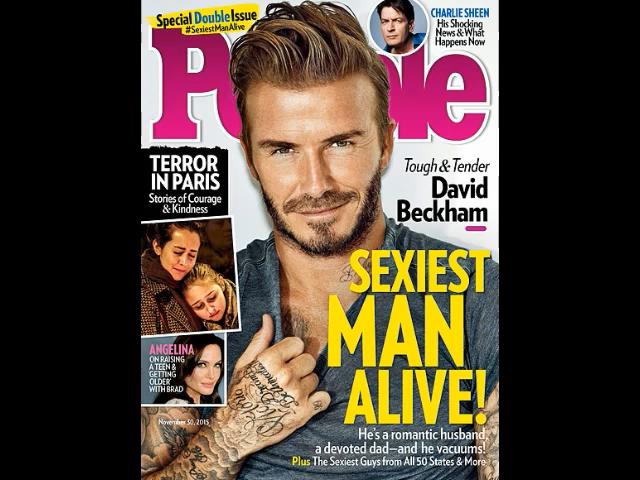 Special Double Issue
#SexiestManAlive
CHARLIE SHEEN
His Shocking
News & What
Happens Now
People
TERROR
IN PARIS
Stories of Courage
& Kindness
Tough & Tender
David
Beckham
SEXIEST
MAN
ALIVE!
ANGELINA
ON RAISING
A TEEN &
'GETTING
OLDER'
WITH BRAD
November 30, 2015
He's a romantic husband,
a devoted dad—and he vacuums!
Plus The Sexiest Guys from All 50 States & More